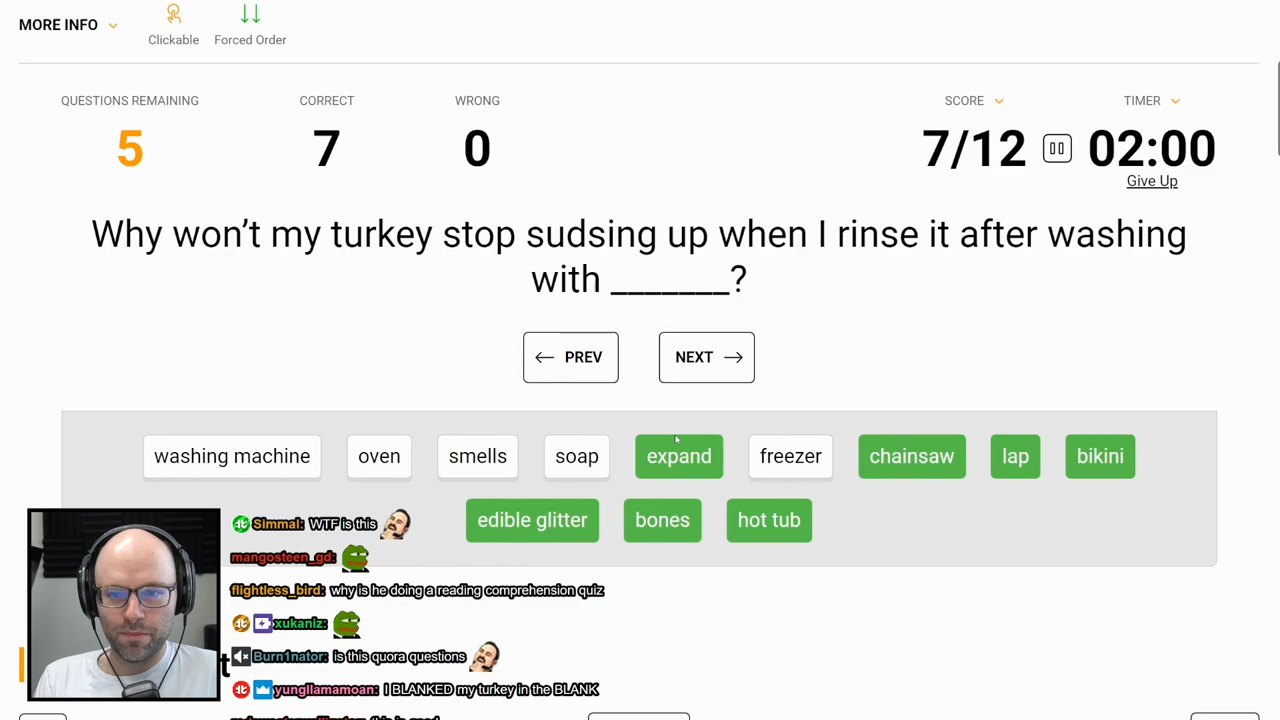 MORE INFO
Clickable
Forced Order
QUESTIONS REMAINING
5
CORRECT
7
WRONG
0
SCORE
7/12
TIMER
02:00
Give Up
Why won’t my turkey stop sudsing up when I rinse it after washing
with _______?
← PREV
NEXT →
washing machine
oven
smells
soap
expand
freezer
chainsaw
lap
bikini
edible glitter
bones
hot tub
Simmal: WTF is this
mangosteen_gd:
flightless_bird: why is he doing a reading comprehension quiz
xukaniz:
Burn1nator: is this quora questions
yungllamamoan: I BLANKED my turkey in the BLANK